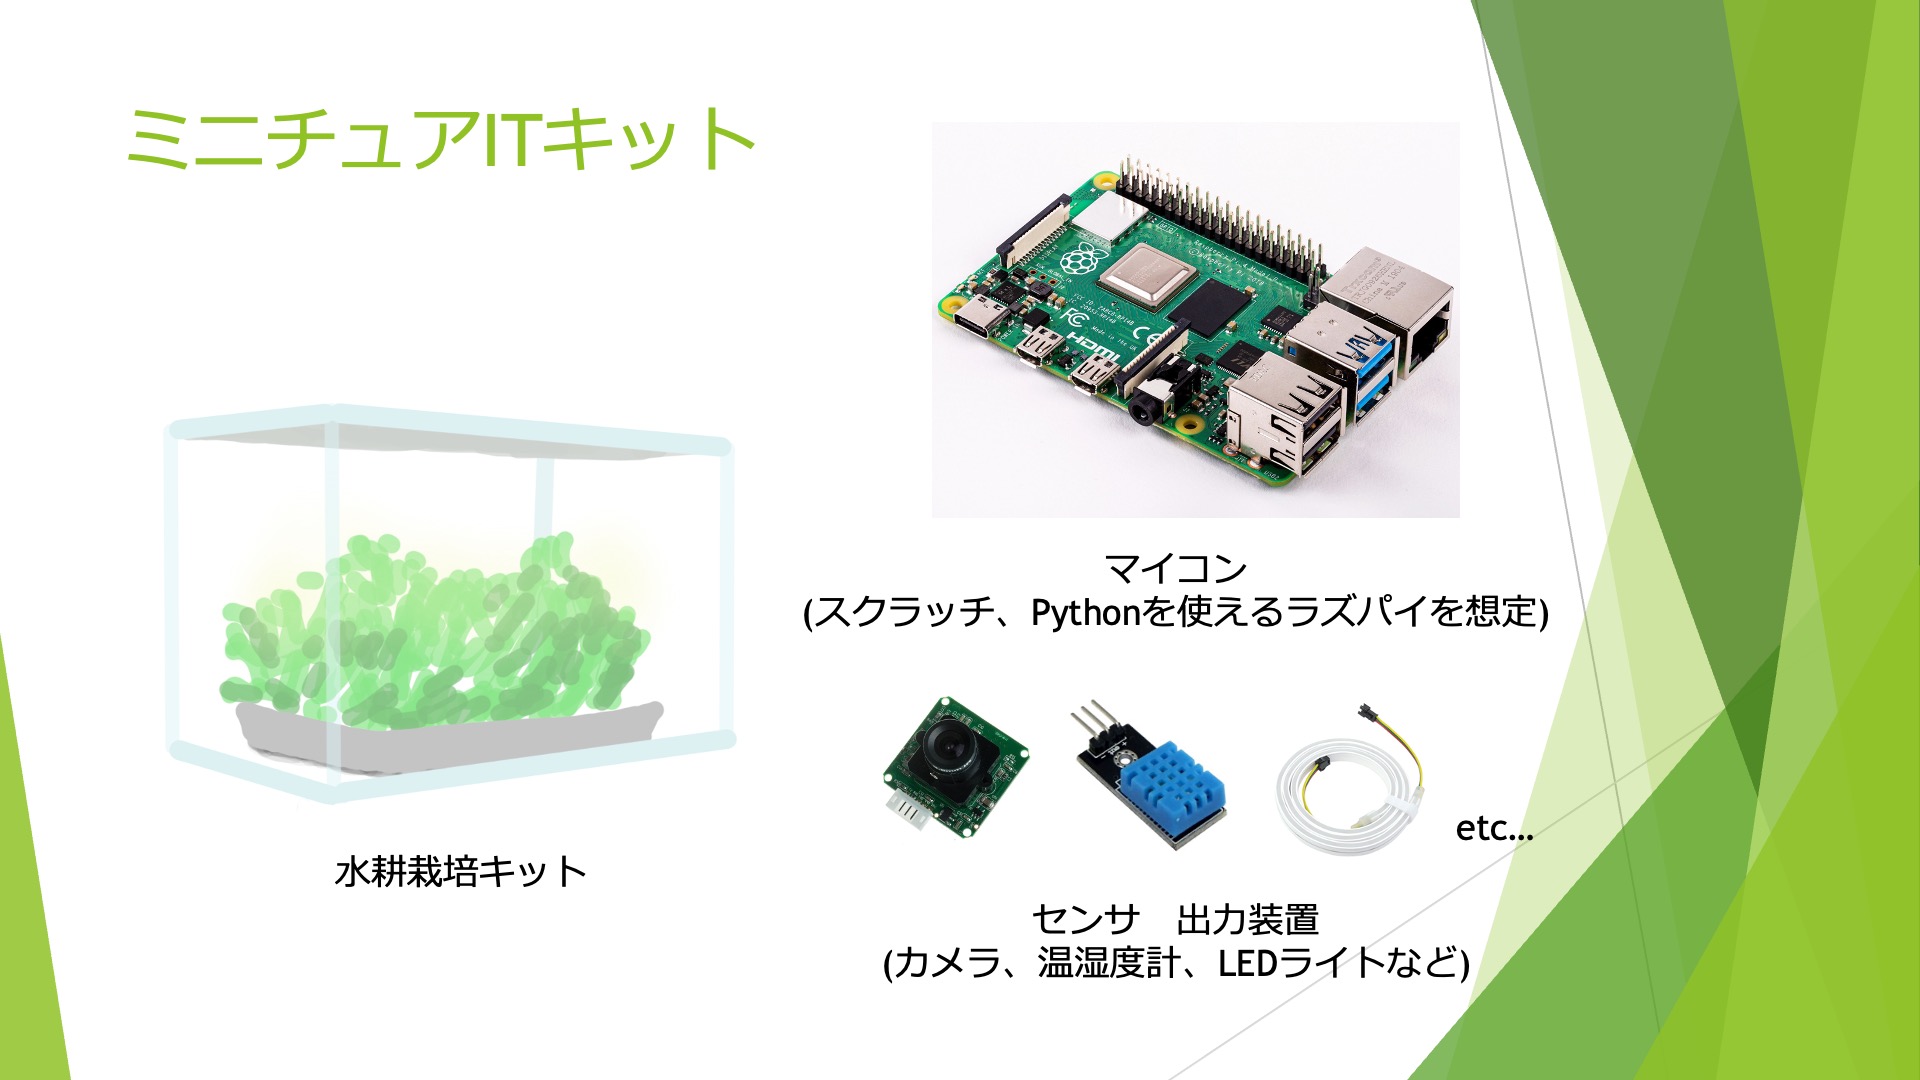 ミニチュアITキット
FC
CE
HDMI
マイコン
(スクラッチ、Pythonを使えるラズパイを想定)
水耕栽培キット
etc…
センサ　出力装置
(カメラ、温湿度計、LEDライトなど)